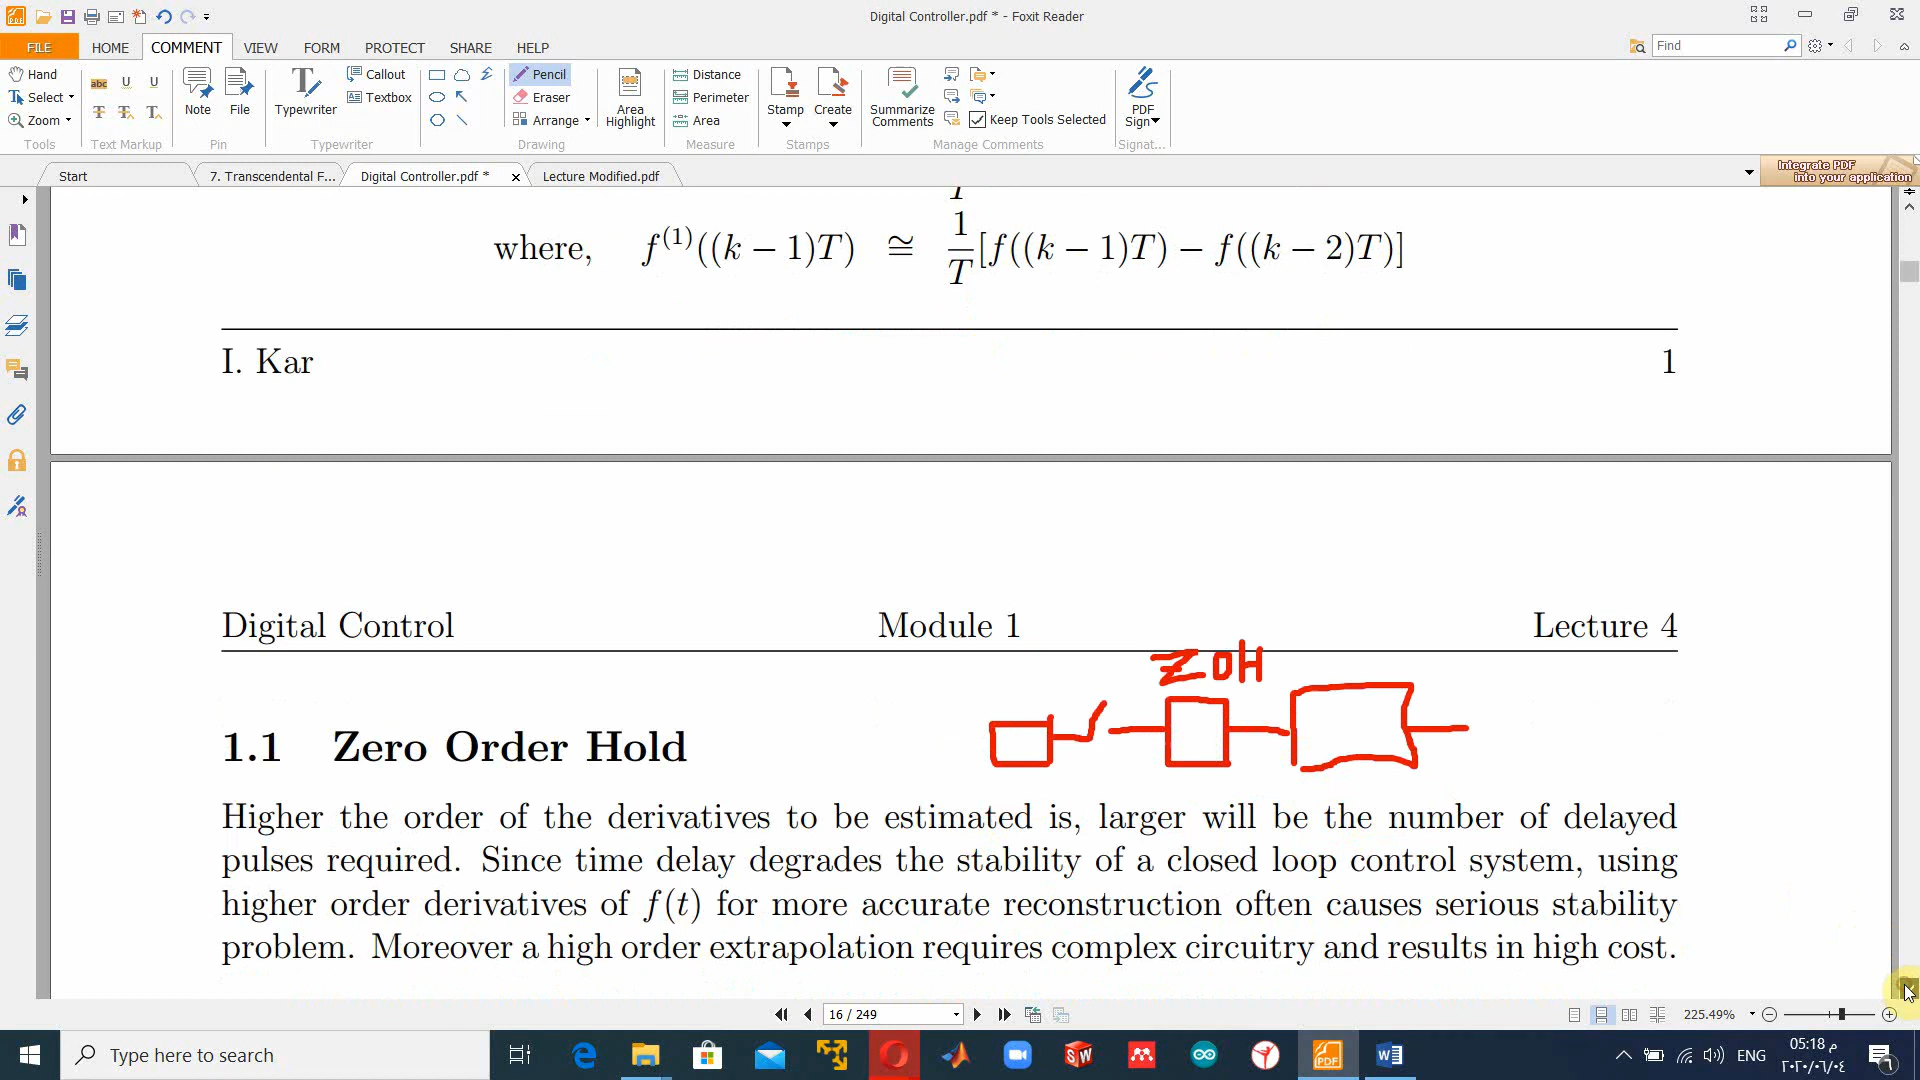 Digital Controller.pdf * - Foxit Reader
FILE HOME COMMENT VIEW FORM PROTECT SHARE HELP
Find
Hand
Select
Zoom
Tools
Text Markup
Note
File
Pin
Typewriter
Typewriter
Callout
Textbox
Pencil
Eraser
Arrange
Drawing
Area Highlight
Distance
Perimeter
Area
Measure
Stamp
Create
Stamps
Summarize Comments
Keep Tools Selected
Manage Comments
PDF Sign
Signat...
Start
7. Transcendental F...
Digital Controller.pdf *
Lecture Modified.pdf
Integrate PDF
into your application
where, f⁽¹⁾((k − 1)T) ≅ 1/T [f((k − 1)T) − f((k − 2)T)]
I. Kar 1
Digital Control Module 1 Lecture 4
ZOH
1.1 Zero Order Hold
Higher the order of the derivatives to be estimated is, larger will be the number of delayed
pulses required. Since time delay degrades the stability of a closed loop control system, using
higher order derivatives of f(t) for more accurate reconstruction often causes serious stability
problem. Moreover a high order extrapolation requires complex circuitry and results in high cost.
16 / 249
225.49%
Type here to search
ENG
05:18 م
٢٠٢٠/٠٦/٠٤